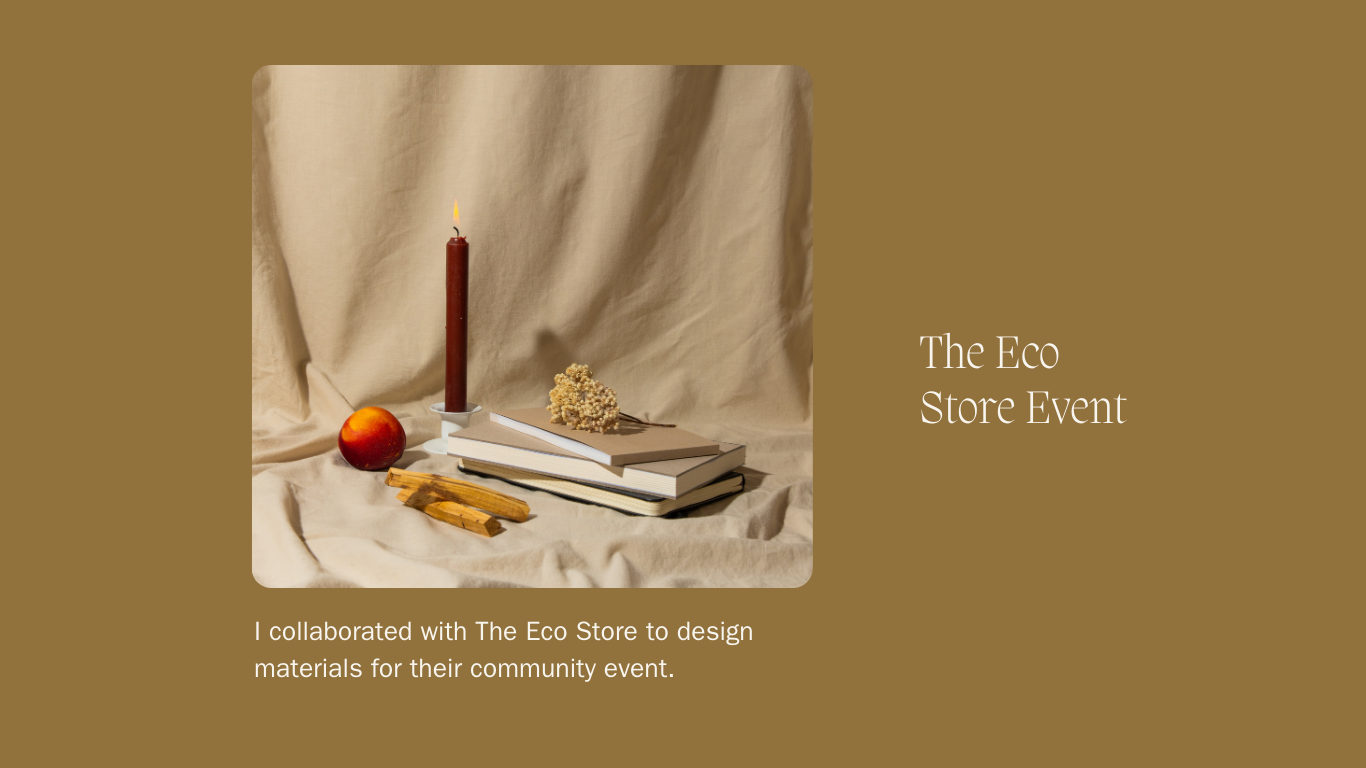 The Eco
Store Event
I collaborated with The Eco Store to design
materials for their community event.